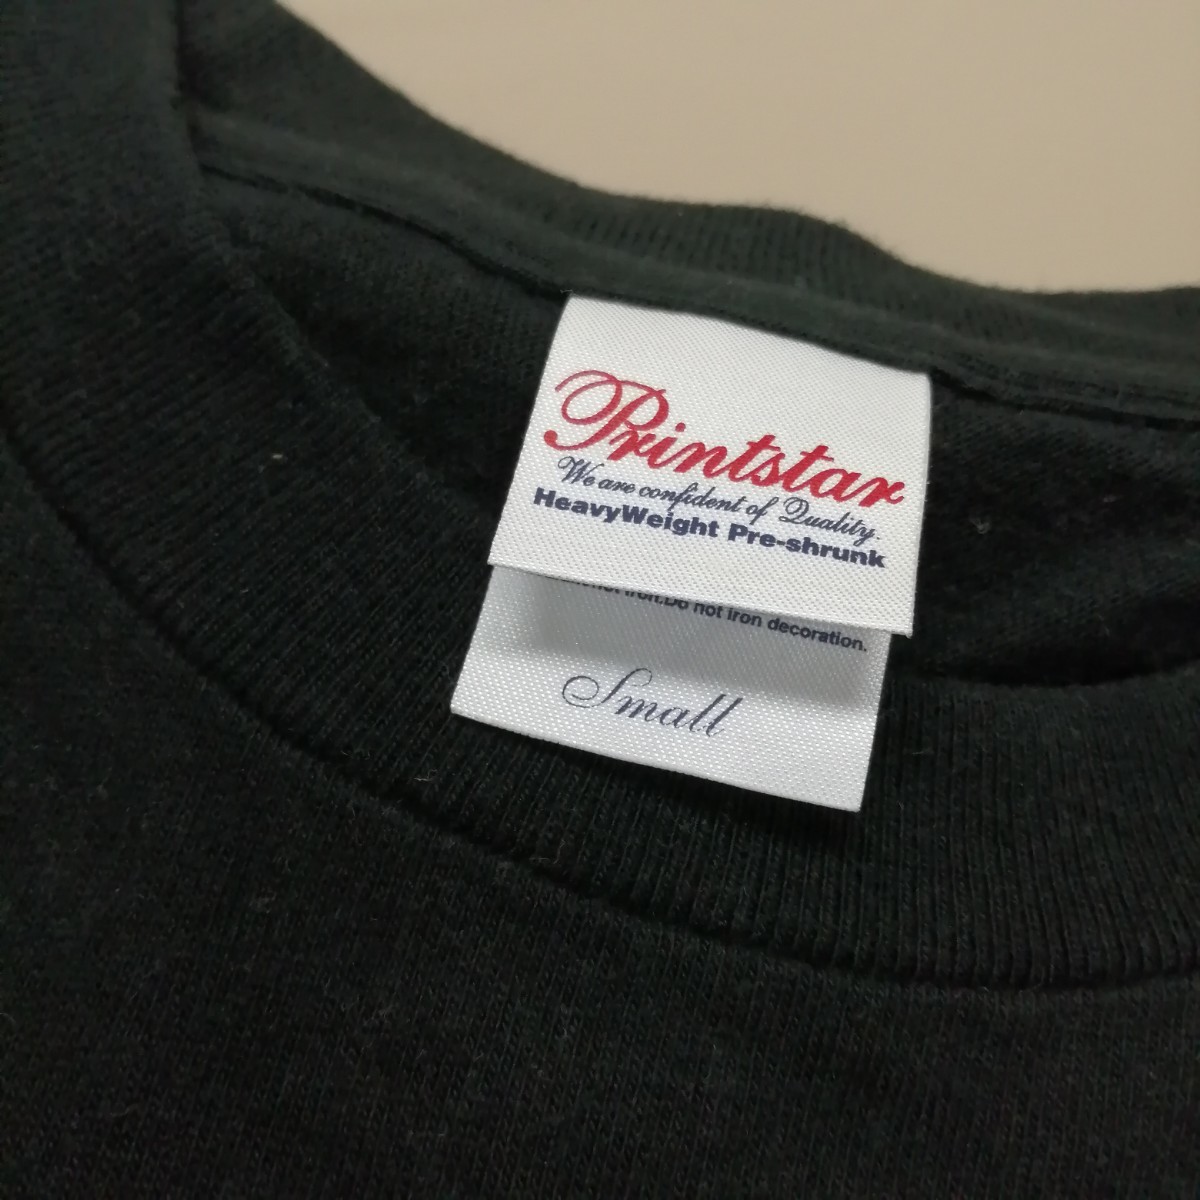 Printstar
We are confident of Quality.
HeavyWeight Pre-shrunk
not iron.Do not iron decoration.
Small